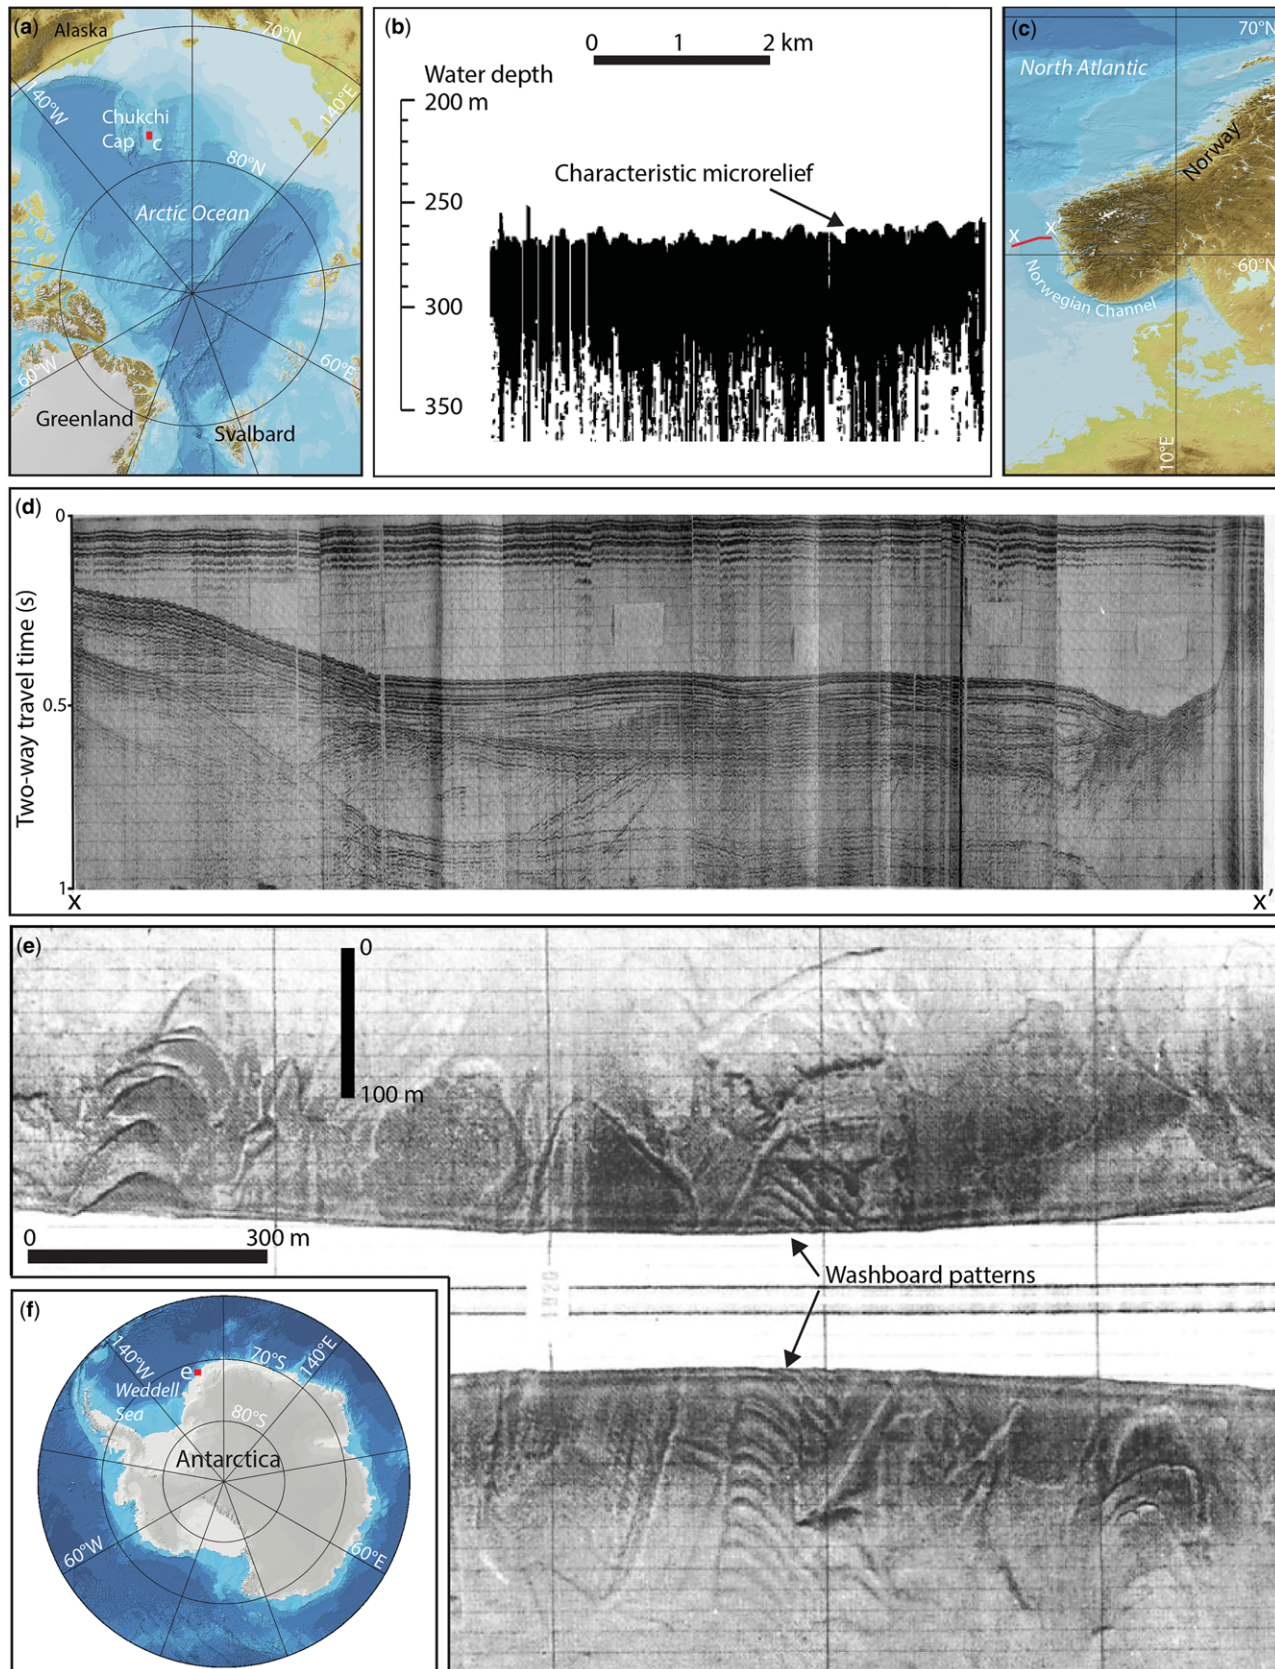 (a)
Alaska
70°N
140°W
140°E
Chukchi
Cap
c
80°N
Arctic Ocean
60°W
60°E
Greenland
Svalbard
(b)
0 1 2 km
Water depth
200 m
250
300
350
Characteristic microrelief
(c)
70°N
North Atlantic
Norway
X X'
60°N
Norwegian Channel
10°E
(d)
0
0.5
1
Two-way travel time (s)
X X'
(e)
0
100 m
0 300 m
Washboard patterns
1020
(f)
140°W
70°S
140°E
e
Weddell
Sea
80°S
Antarctica
60°W
60°E